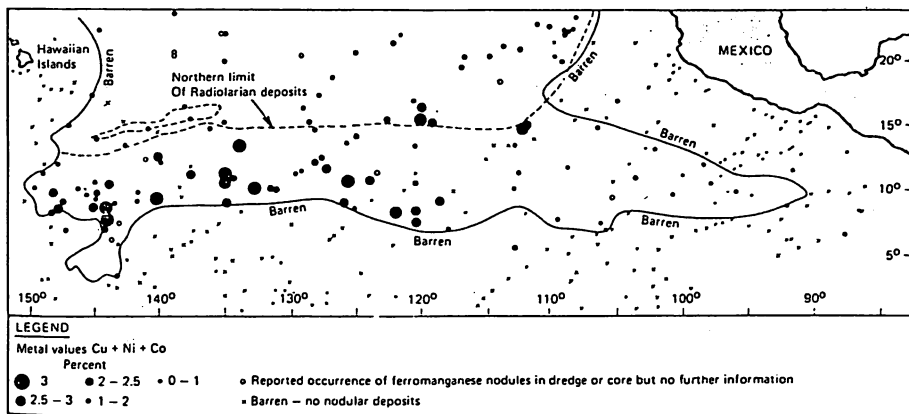 Hawaiian
Islands
Barren
8
Northern limit
Of Radiolarian deposits
Barren
MEXICO
20°
Barren
15°
10°
Barren
Barren
Barren
5°
150° 140° 130° 120° 110° 100° 90°
LEGEND
Metal values Cu + Ni + Co
Percent
3 2 – 2.5 0 – 1 Reported occurrence of ferromanganese nodules in dredge or core but no further information
2.5 – 3 1 – 2 Barren – no nodular deposits